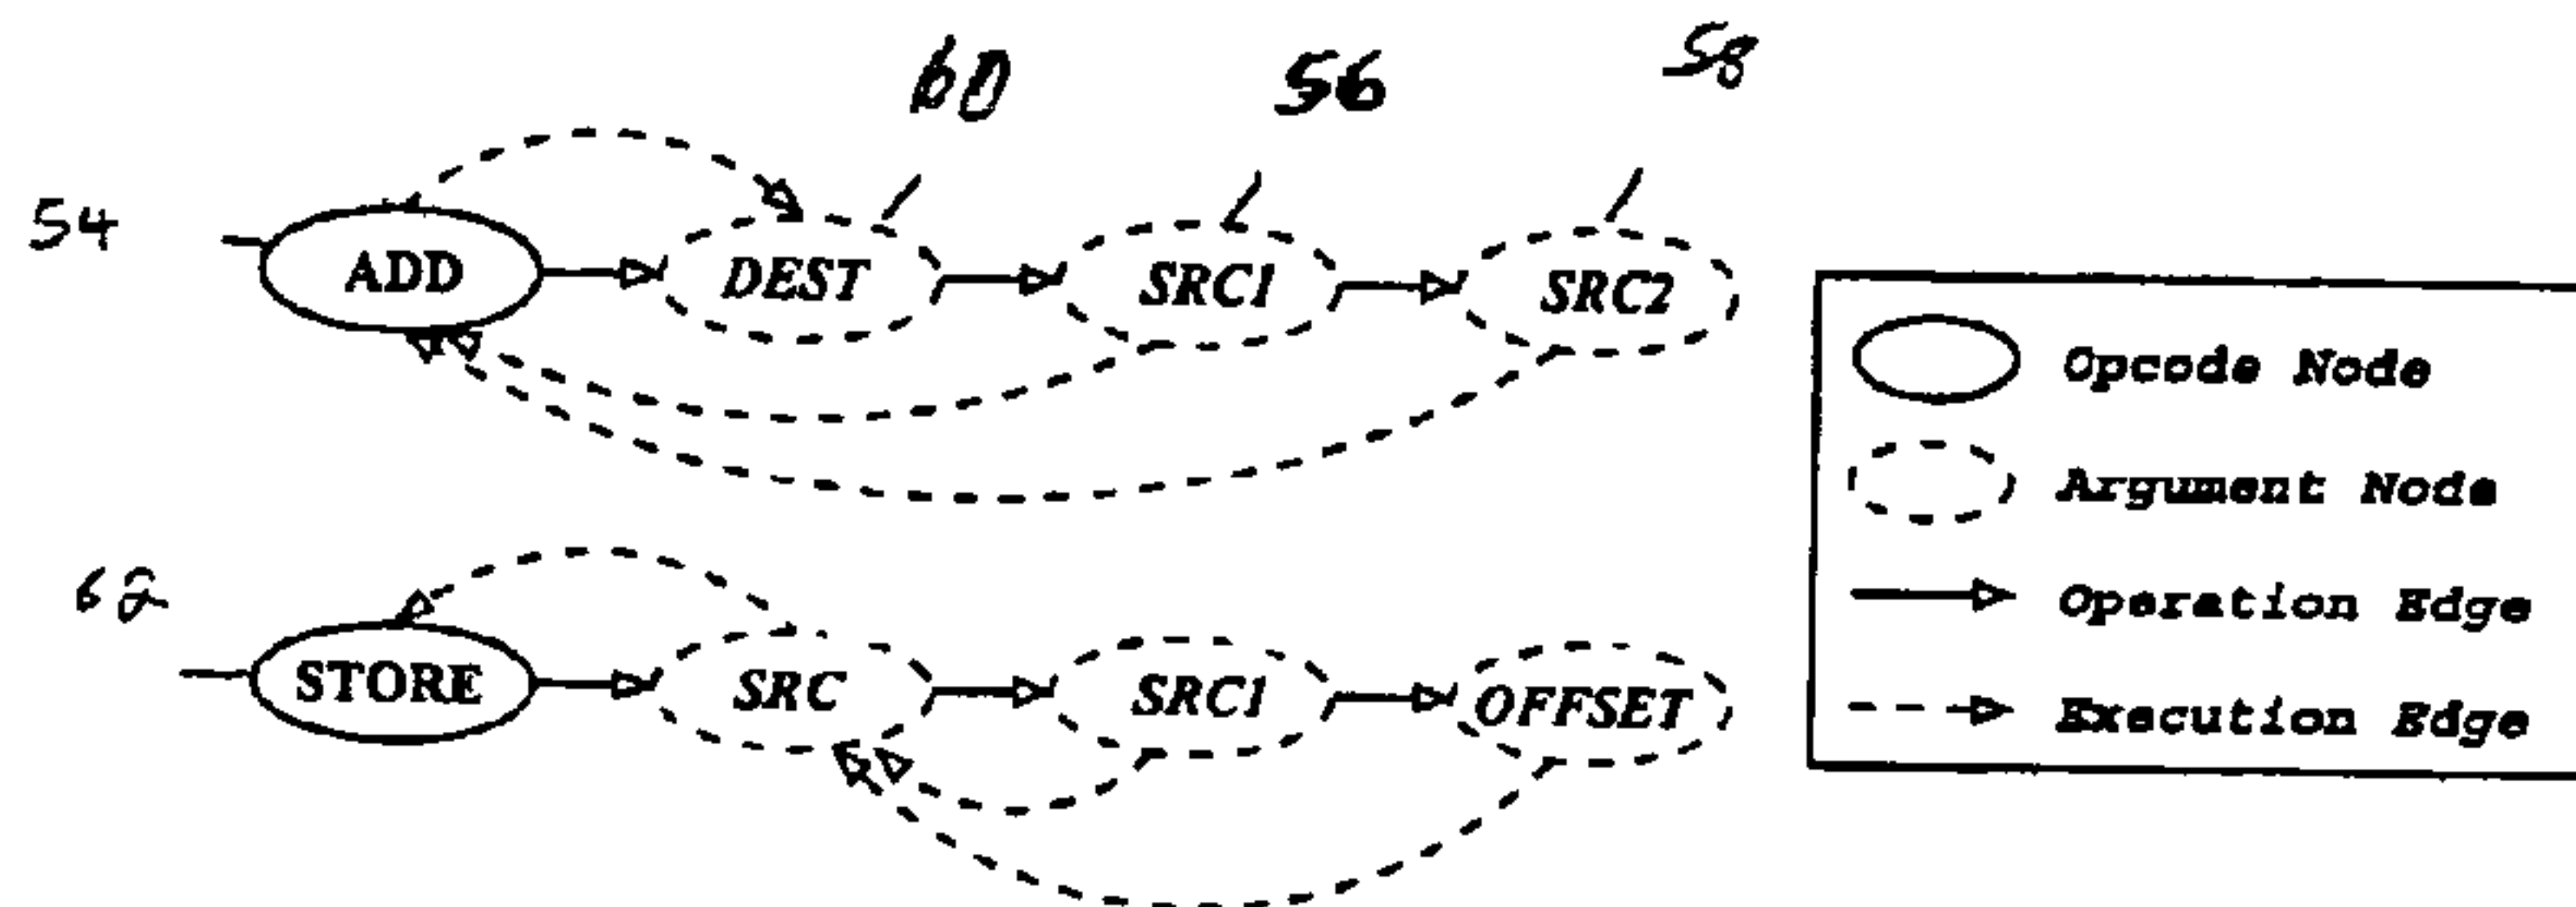 60 56 58
54
ADD DEST SRC1 SRC2
Opcode Node
Argument Node
62
Operation Edge
STORE SRC SRC1 OFFSET
Execution Edge